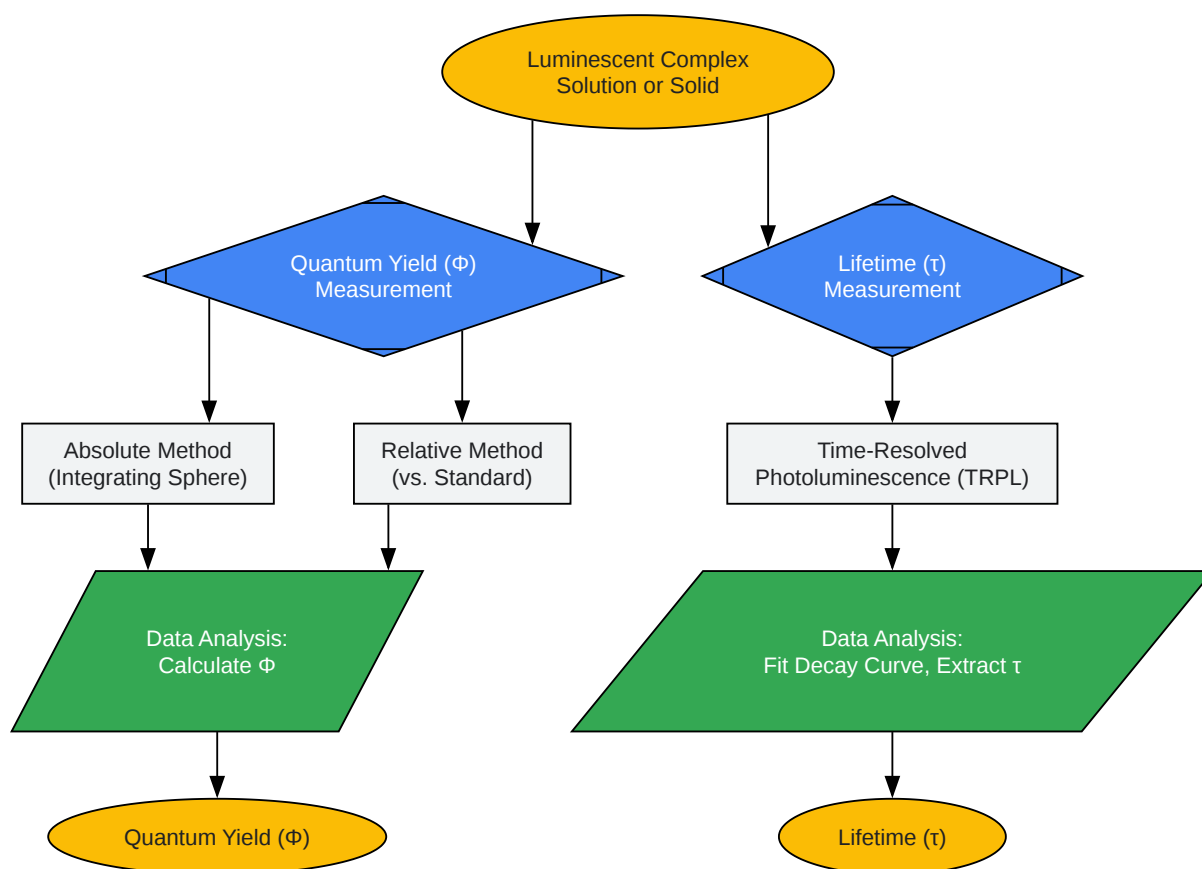 Luminescent Complex
Solution or Solid
Quantum Yield (Φ)
Measurement
Lifetime (τ)
Measurement
Absolute Method
(Integrating Sphere)
Relative Method
(vs. Standard)
Time-Resolved
Photoluminescence (TRPL)
Data Analysis:
Calculate Φ
Data Analysis:
Fit Decay Curve, Extract τ
Quantum Yield (Φ)
Lifetime (τ)